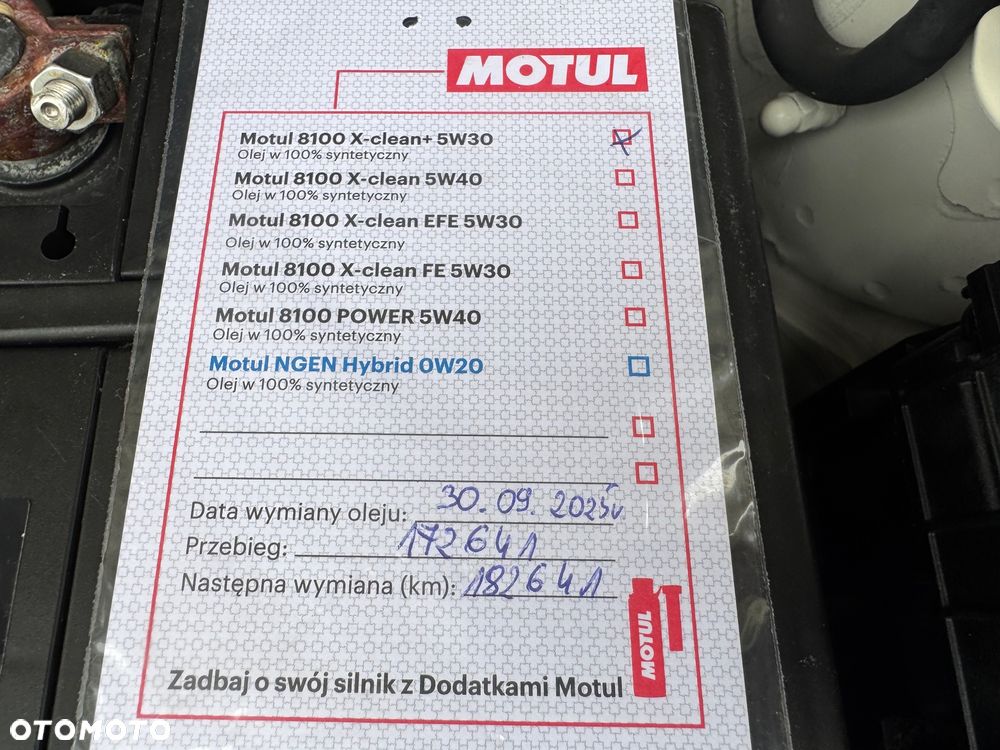 MOTUL
Motul 8100 X-clean+ 5W30
Olej w 100% syntetyczny
Motul 8100 X-clean 5W40
Olej w 100% syntetyczny
Motul 8100 X-clean EFE 5W30
Olej w 100% syntetyczny
Motul 8100 X-clean FE 5W30
Olej w 100% syntetyczny
Motul 8100 POWER 5W40
Olej w 100% syntetyczny
Motul NGEN Hybrid 0W20
Olej w 100% syntetyczny
Data wymiany oleju: 30.09.2025r
Przebieg: 172641
Następna wymiana (km): 182641
MOTUL
Zadbaj o swój silnik z Dodatkami Motul
OTOMOTO